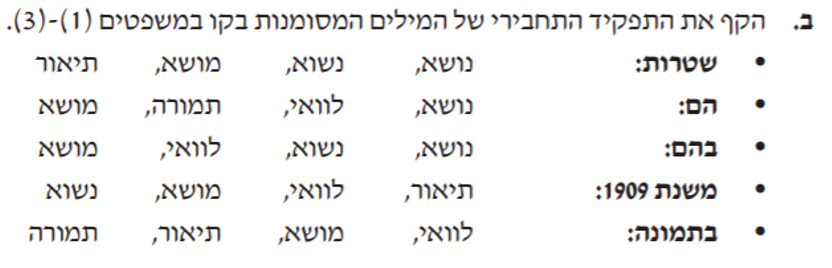 ב. הקף את התפקיד התחבירי של המילים המסומנות בקו במשפטים (1)-(3).
• שטרות: נושא, נשוא, מושא, תיאור
• הם: נושא, לוואי, תמורה, מושא
• בהם: נושא, נשוא, לוואי, מושא
• משנת 1909: תיאור, לוואי, מושא, נשוא
• בתמונה: לוואי, מושא, תיאור, תמורה